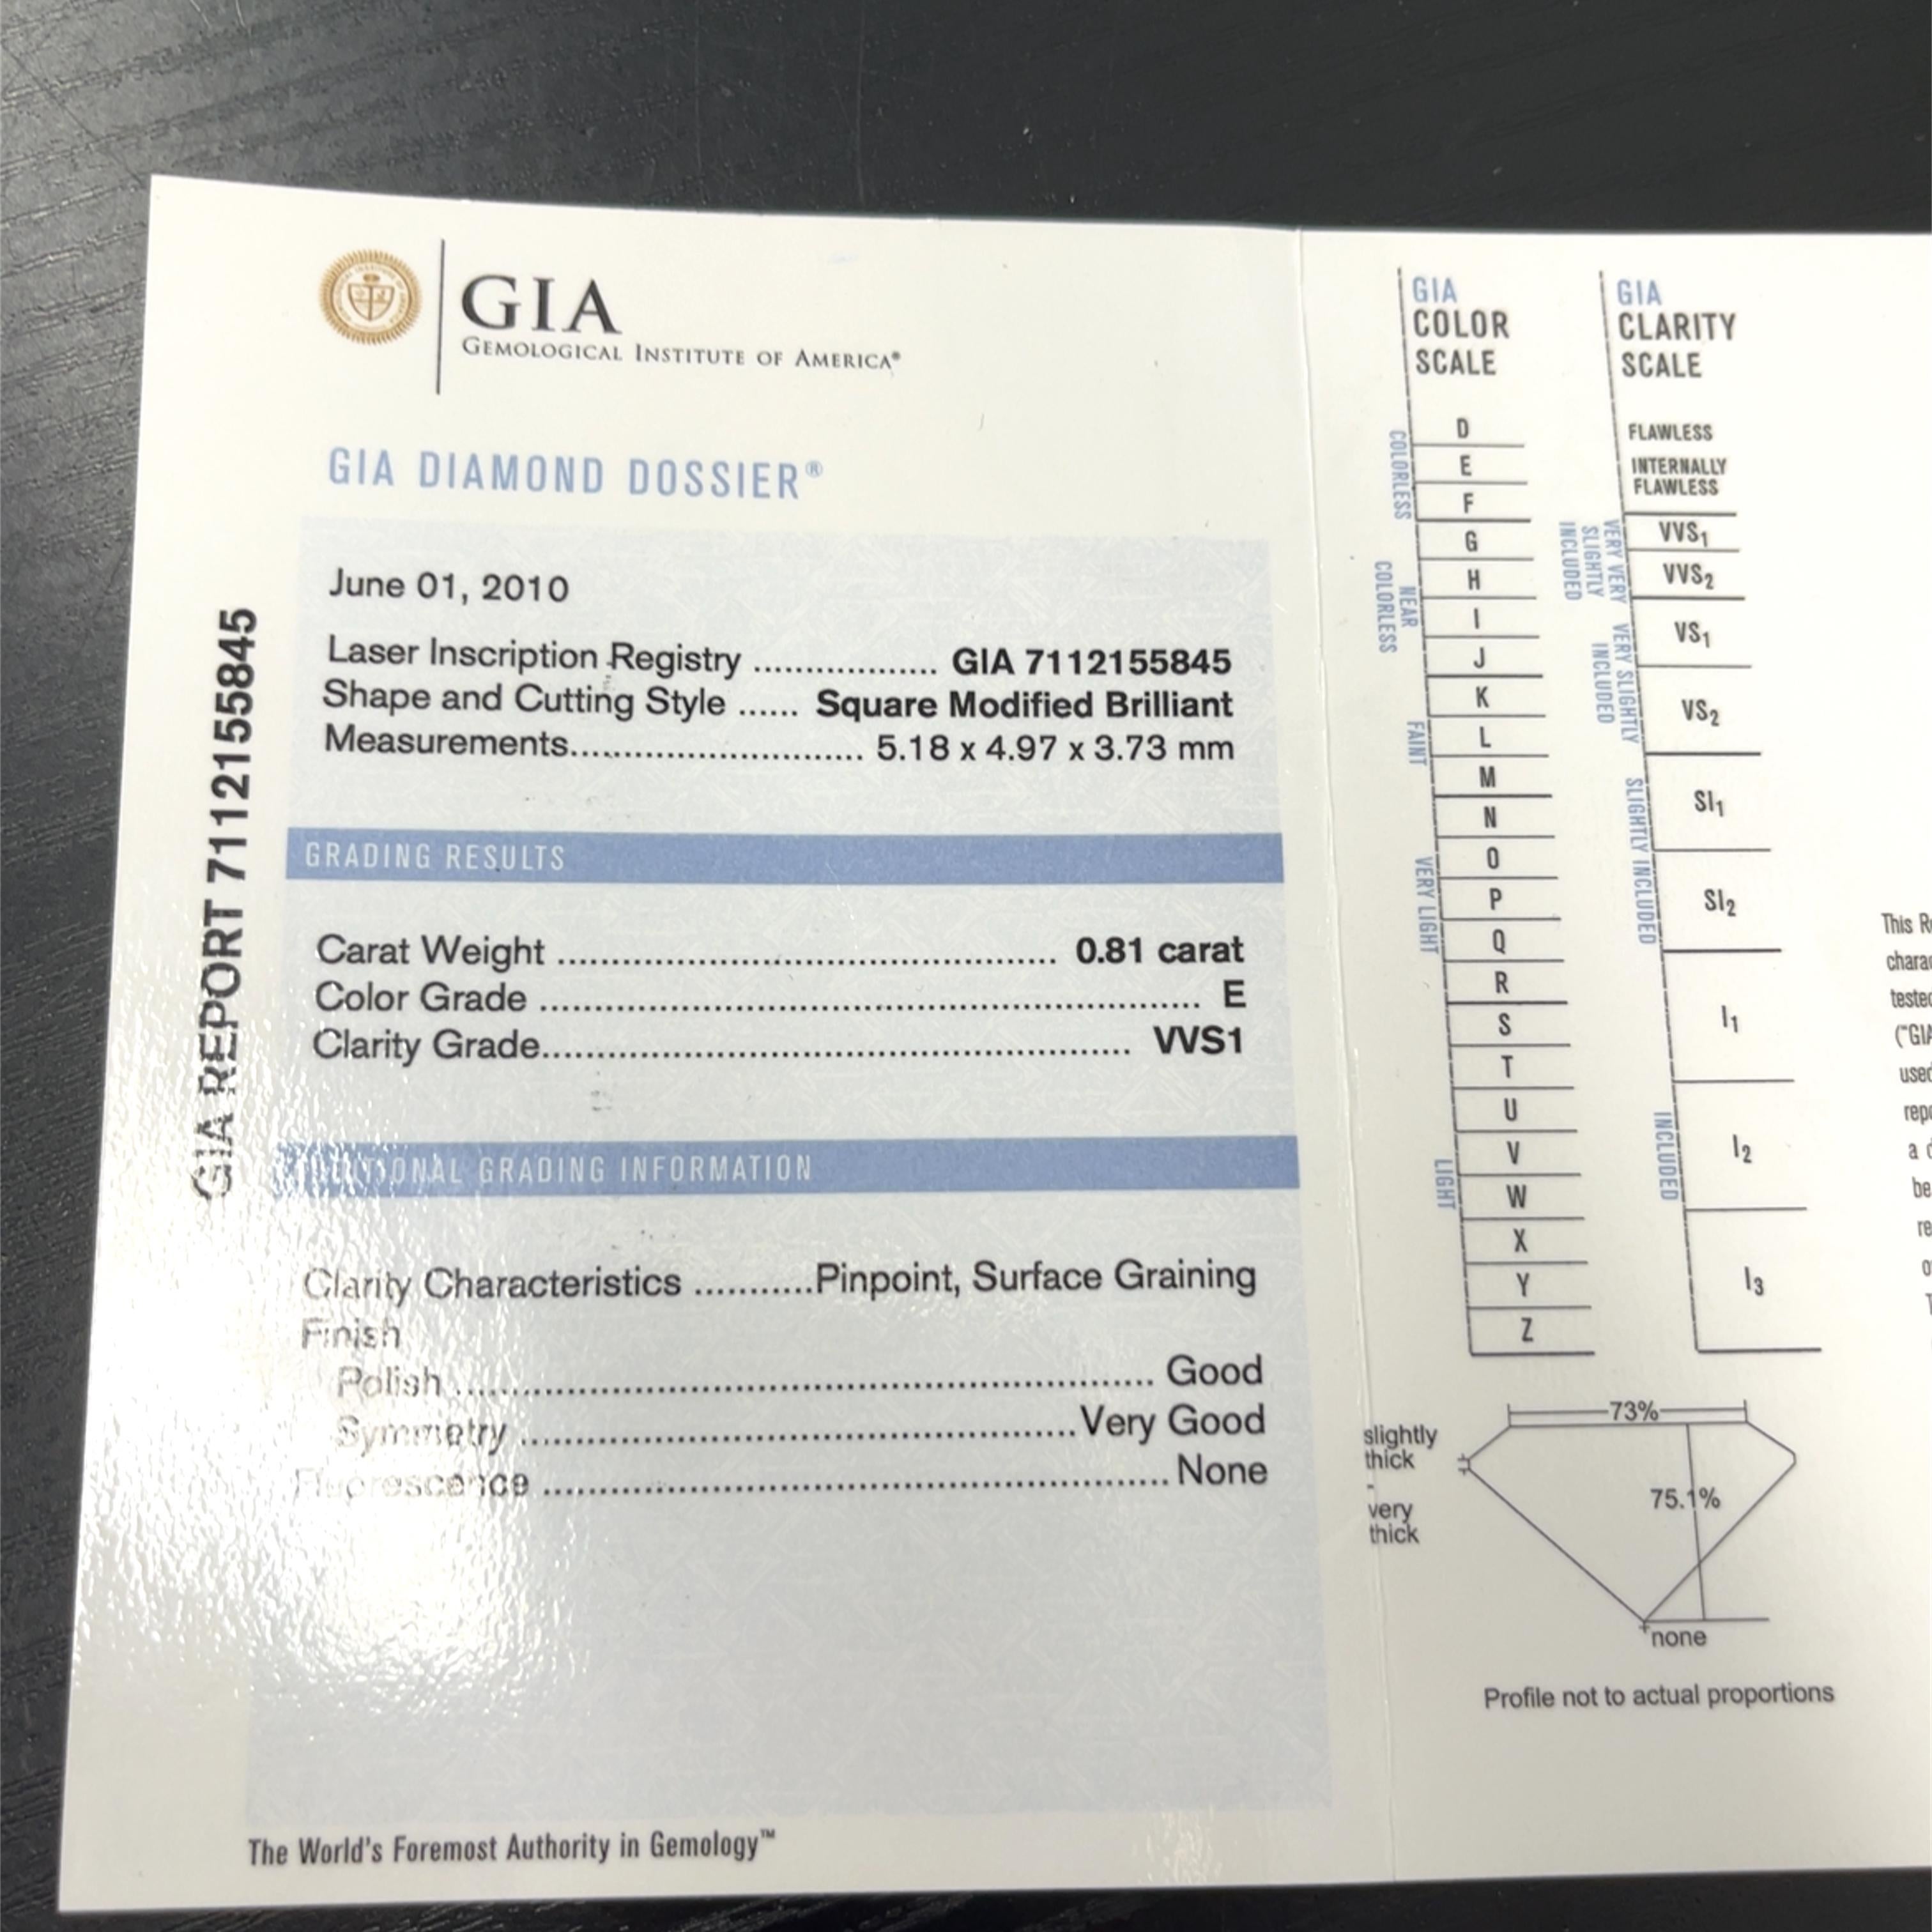 GIA
GEMOLOGICAL INSTITUTE OF AMERICA®
GIA DIAMOND DOSSIER®
GIA REPORT 7112155845
June 01, 2010
Laser Inscription Registry ................. GIA 7112155845
Shape and Cutting Style ...... Square Modified Brilliant
Measurements........................... 5.18 x 4.97 x 3.73 mm
GRADING RESULTS
Carat Weight ................................................ 0.81 carat
Color Grade ................................................................ E
Clarity Grade......................................................... VVS1
ADDITIONAL GRADING INFORMATION
Clarity Characteristics ...........Pinpoint, Surface Graining
Finish
Polish ................................................................... Good
Symmetry .....................................................Very Good
Fluorescence ............................................................ None
The World's Foremost Authority in Gemology™
GIA
COLOR
SCALE
COLORLESS
D
E
F
NEAR
COLORLESS
G
H
I
J
FAINT
K
L
M
VERY LIGHT
N
O
P
Q
R
LIGHT
S
T
U
V
W
X
Y
Z
GIA
CLARITY
SCALE
FLAWLESS
INTERNALLY
FLAWLESS
VERY VERY
SLIGHTLY
INCLUDED
VVS1
VVS2
VERY SLIGHTLY
INCLUDED
VS1
VS2
SLIGHTLY INCLUDED
SI1
SI2
INCLUDED
I1
I2
I3
73%
slightly
thick
-
very
thick
75.1%
none
Profile not to actual proportions
This
used
a
be